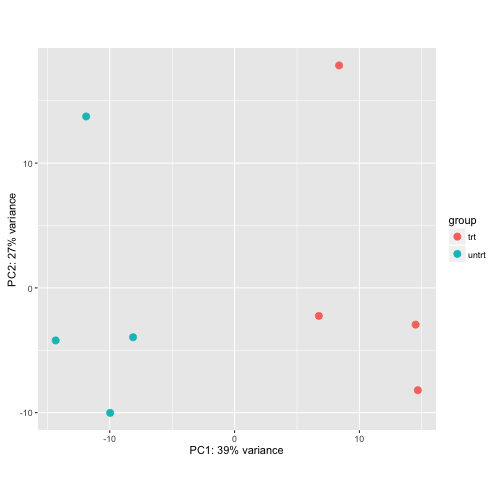 10
0
-10
-10
0
10
PC1: 39% variance
PC2: 27% variance
group
trt
untrt